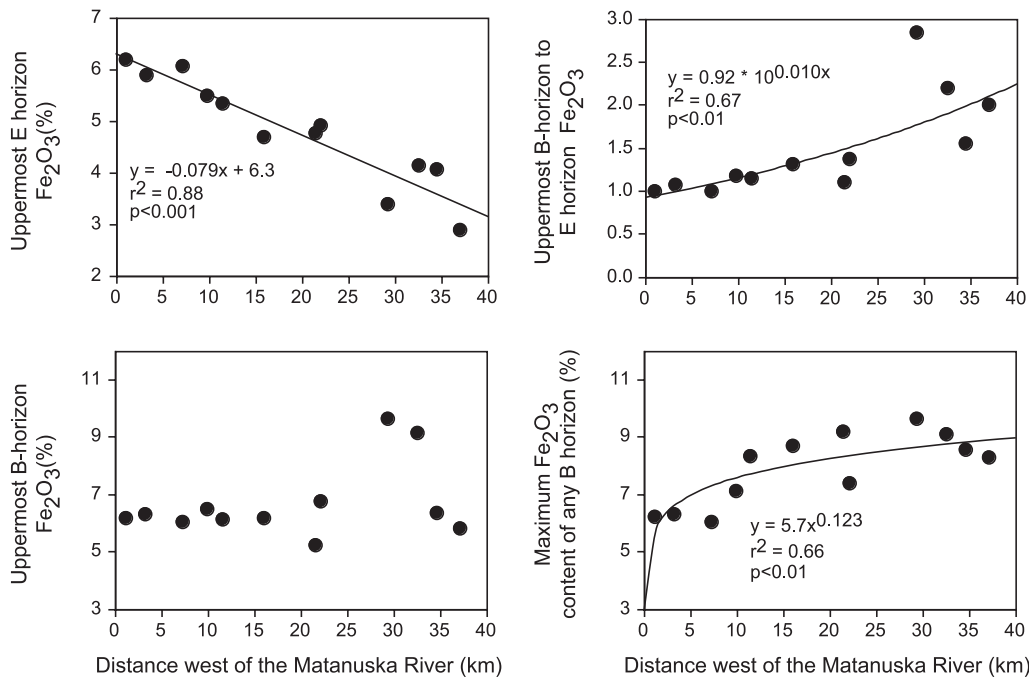 Uppermost E horizon
Fe2O3(%)
7
6
5
4
3
2
y = -0.079x + 6.3
r2 = 0.88
p<0.001
0 5 10 15 20 25 30 35 40
Uppermost B-horizon to
E horizon Fe2O3
3.0
2.5
2.0
1.5
1.0
0.5
0.0
y = 0.92 * 10^0.010x
r2 = 0.67
p<0.01
0 5 10 15 20 25 30 35 40
Uppermost B-horizon
Fe2O3(%)
11
9
7
5
3
0 5 10 15 20 25 30 35 40
Distance west of the Matanuska River (km)
Maximum Fe2O3
content of any B horizon (%)
11
9
7
5
3
y = 5.7x^0.123
r2 = 0.66
p<0.01
0 5 10 15 20 25 30 35 40
Distance west of the Matanuska River (km)